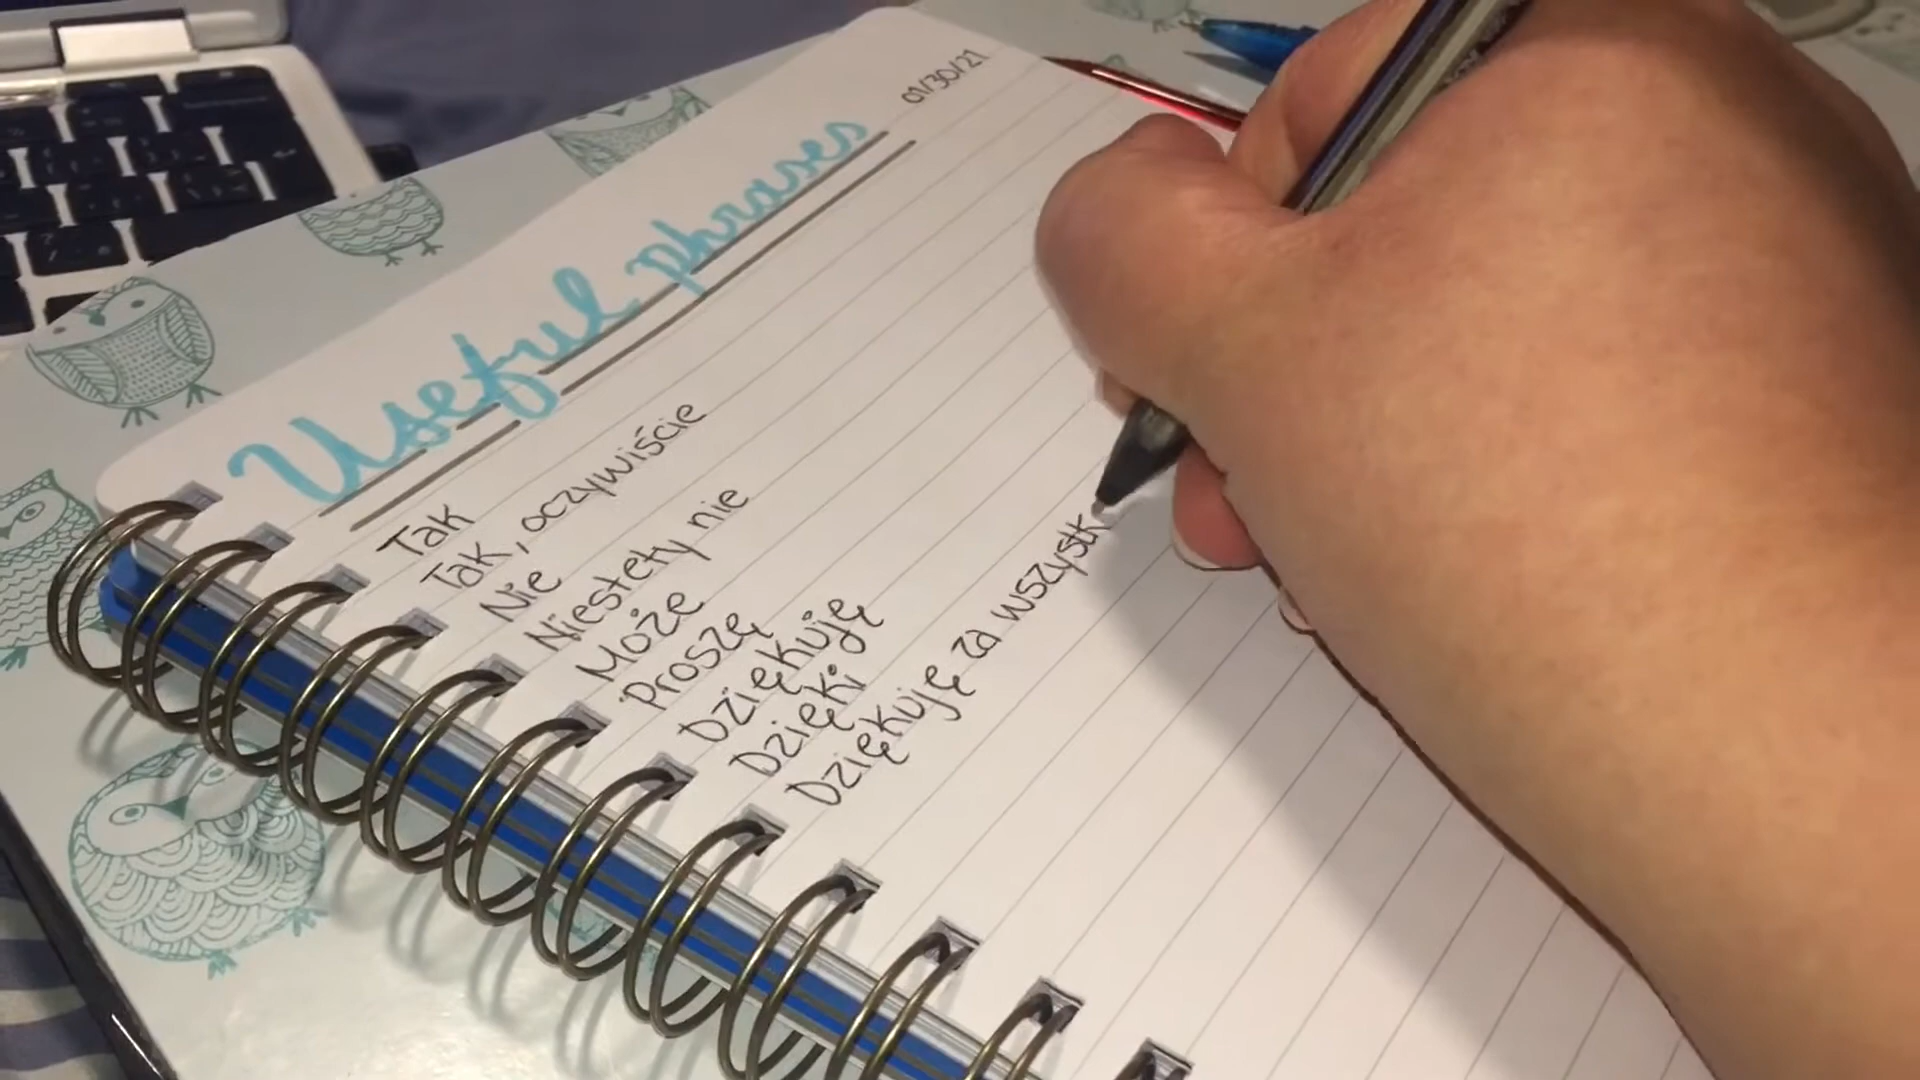 01/30/21
Useful phrases
Tak
Tak, oczywiście
Nie
Niestety nie
Może
Proszę
Dziękuję
Dzięki
Dziękuję za wszystk